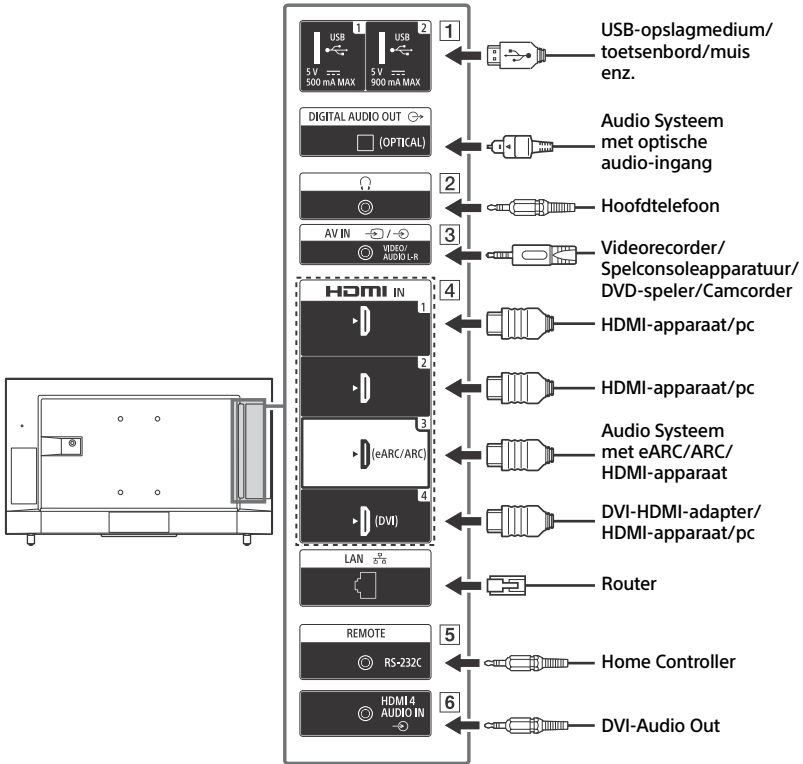 1
USB
5 V
500 mA MAX
2
USB
5 V
900 mA MAX
1
USB-opslagmedium/
toetsenbord/muis
enz.
DIGITAL AUDIO OUT
(OPTICAL)
Audio Systeem
met optische
audio-ingang
2
Hoofdtelefoon
AV IN
/
VIDEO/
AUDIO L-R
3
Videorecorder/
Spelconsoleapparatuur/
DVD-speler/Camcorder
HDMI IN
4
1
HDMI-apparaat/pc
2
HDMI-apparaat/pc
3
(eARC/ARC)
Audio Systeem
met eARC/ARC/
HDMI-apparaat
4
(DVI)
DVI-HDMI-adapter/
HDMI-apparaat/pc
LAN
Router
REMOTE
RS-232C
5
Home Controller
HDMI 4
AUDIO IN
6
DVI-Audio Out